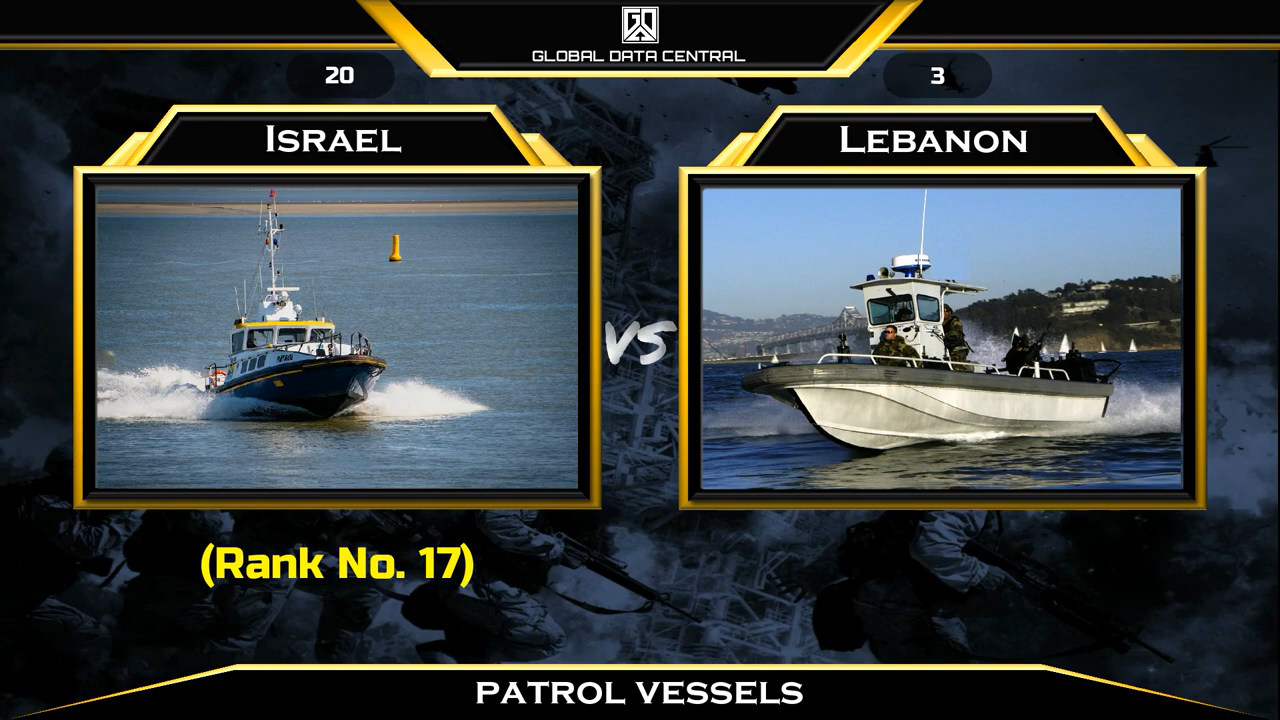 GLOBAL DATA CENTRAL
20
3
ISRAEL
LEBANON
VS
(Rank No. 17)
PATROL VESSELS